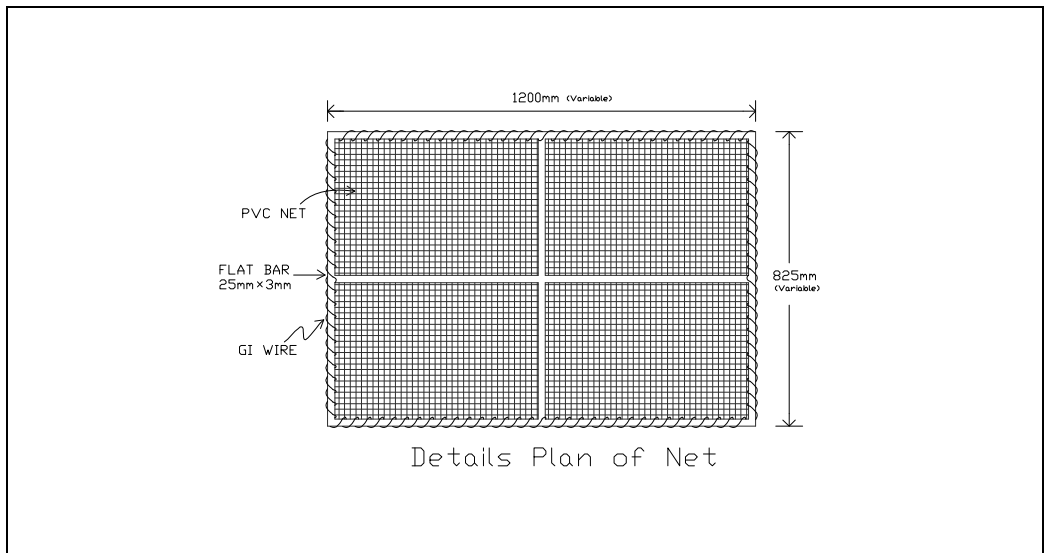 1200mm (Variable)
PVC NET
FLAT BAR
25mm×3mm
825mm
(Variable)
GI WIRE
Details Plan of Net